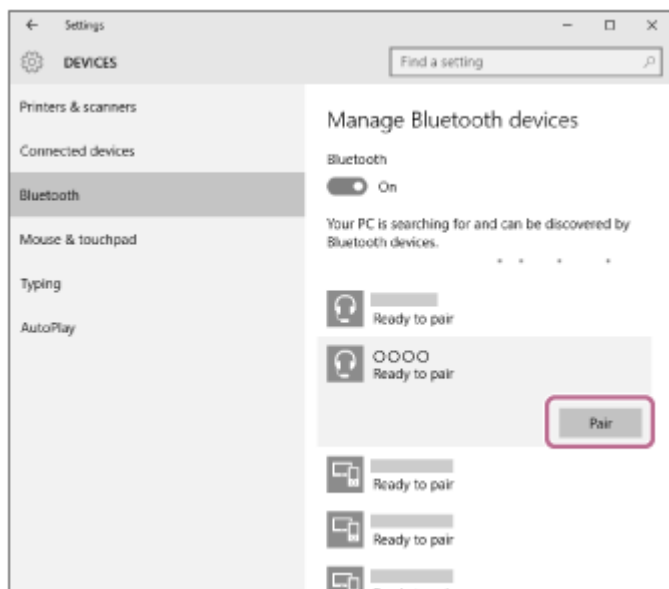 Settings
DEVICES
Find a setting
Printers & scanners
Connected devices
Bluetooth
Mouse & touchpad
Typing
AutoPlay
Manage Bluetooth devices
Bluetooth
On
Your PC is searching for and can be discovered by
Bluetooth devices.
Ready to pair
OOOO
Ready to pair
Pair
Ready to pair
Ready to pair